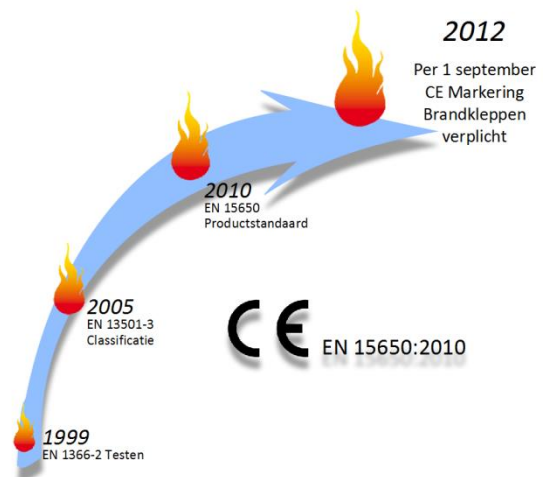 2012
Per 1 september
CE Markering
Brandkleppen
verplicht
2010
EN 15650
Productstandaard
2005
EN 13501-3
Classificatie
CE EN 15650:2010
1999
EN 1366-2 Testen